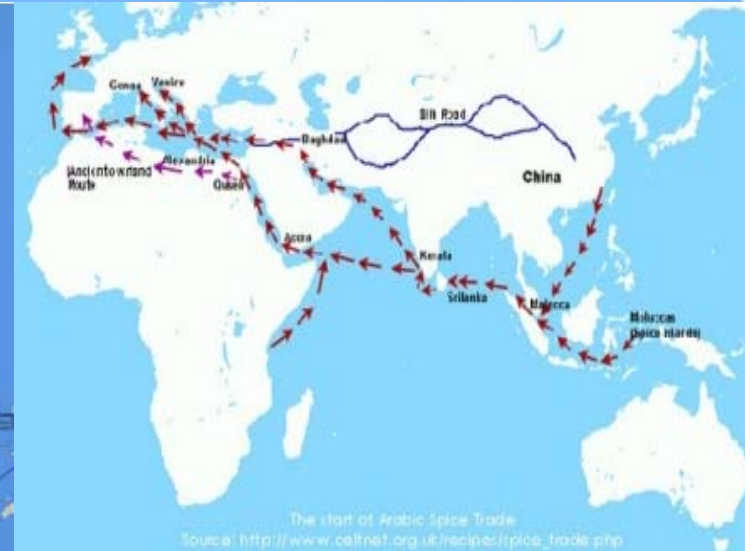 Genoa Venice
Silk Road
Baghdad
Alexandria
(Ancient overland
Route
Quseir
China
Kerala
Srilanka
Malacca
Moluccas
(Spice Islands)
The start of Arabic Spice Trade
Source: http://www.celtnet.org.uk/recipes/spice_trade.php